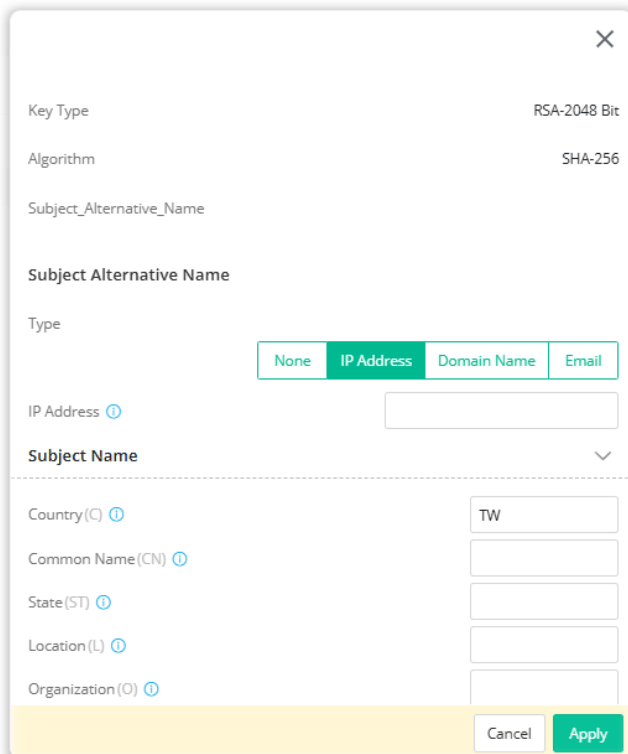 Key Type RSA-2048 Bit
Algorithm SHA-256
Subject_Alternative_Name
Subject Alternative Name
Type
None IP Address Domain Name Email
IP Address
Subject Name
Country(C) TW
Common Name(CN)
State(ST)
Location(L)
Organization(O)
Cancel Apply